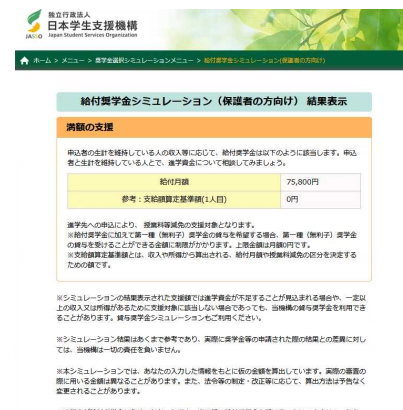 独立行政法人
日本学生支援機構
JASSO Japan Student Services Organization
ホーム > メニュー > 奨学金選択シミュレーションメニュー > 給付奨学金シミュレーション(保護者の方向け)
給付奨学金シミュレーション（保護者の方向け） 結果表示
満額の支援
申込者の生計を維持している人の収入等に応じて、給付奨学金は以下のように該当します。申込
者と生計を維持している人とで、進学資金について相談してみましょう。
給付月額 75,800円
参考：支給額算定基準額(1人目) 0円
進学先への申込により、授業料等減免の支援対象となります。
※給付奨学金に加えて第一種（無利子）奨学金の貸与を希望する場合、第一種（無利子）奨学金
の貸与を受けることができる金額に制限がかかります。上限金額は月額0円です。
※支給額算定基準額とは、収入や所得から算出される、給付月額や授業料減免の区分を決定する
ための額です。
※シミュレーションの結果表示された支援額では進学資金が不足することが見込まれる場合や、一定以
上の収入又は所得があるために支援対象に該当しない場合であっても、当機構の貸与奨学金を利用でき
ることがあります。貸与奨学金シミュレーションもご利用ください。
※シミュレーション結果はあくまで参考であり、実際に奨学金等の申請された際の結果との差異に対し
ては、当機構は一切の責任を負いません。
※本シミュレーションでは、あなたの入力した情報をもとに仮の金額を算出しています。実際の審査の
際に用いる金額は異なることがあります。また、法令等の制定・改正等に応じて、算出方法は予告なく
変更されることがあります。